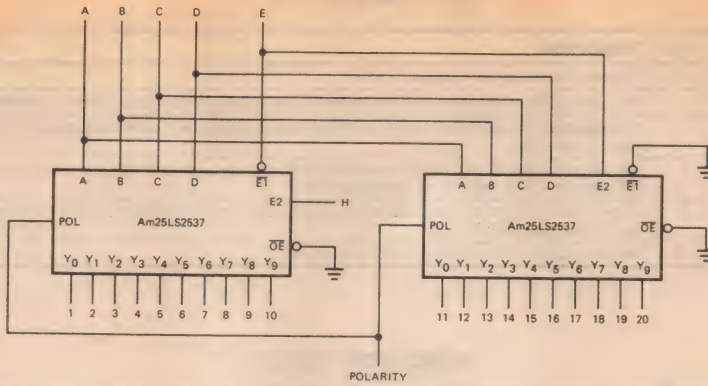 A B C D E
A B C D E1
E2 H
POL Am25LS2537
OE
Y0 Y1 Y2 Y3 Y4 Y5 Y6 Y7 Y8 Y9
1 2 3 4 5 6 7 8 9 10
A B C D E2 E1
POL Am25LS2537
OE
Y0 Y1 Y2 Y3 Y4 Y5 Y6 Y7 Y8 Y9
11 12 13 14 15 16 17 18 19 20
POLARITY